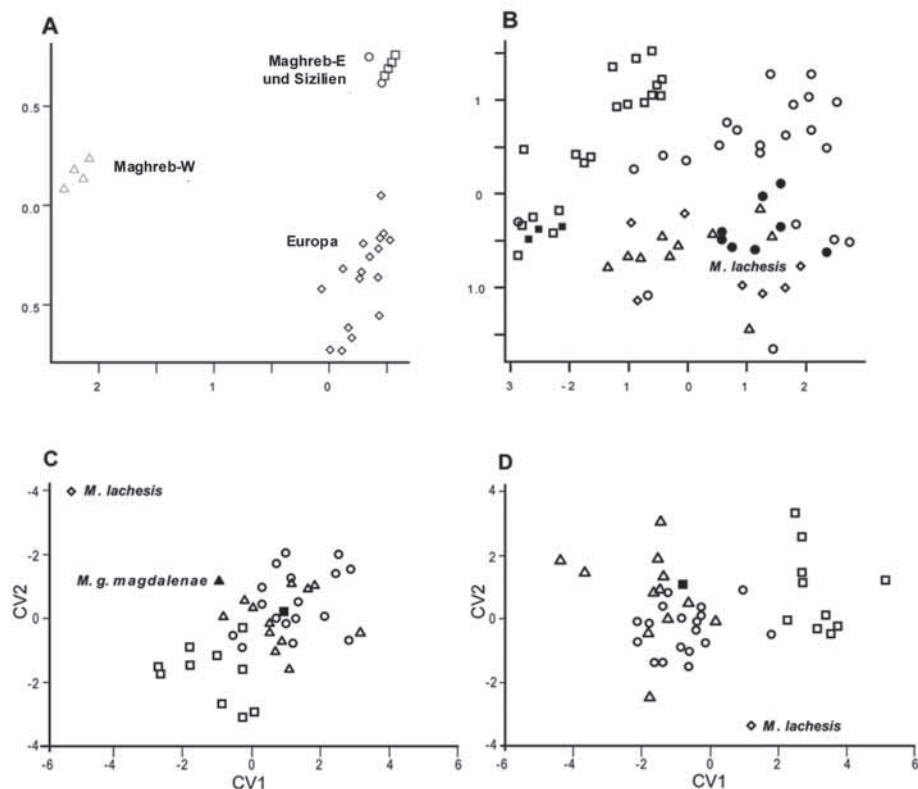 A
B
Maghreb-E
und Sizilien
0.5
Maghreb-W
0.0
Europa
0.5
2
1
0
1
0
M. lachesis
1.0
3
-2
1
0
1
2
C
D
-4
M. lachesis
-2
M. g. magdalenae
CV2
0
-2
-4
-6
-4
-2
0
2
4
6
CV1
4
2
CV2
0
-2
M. lachesis
-4
-6
-4
-2
0
2
4
6
CV1